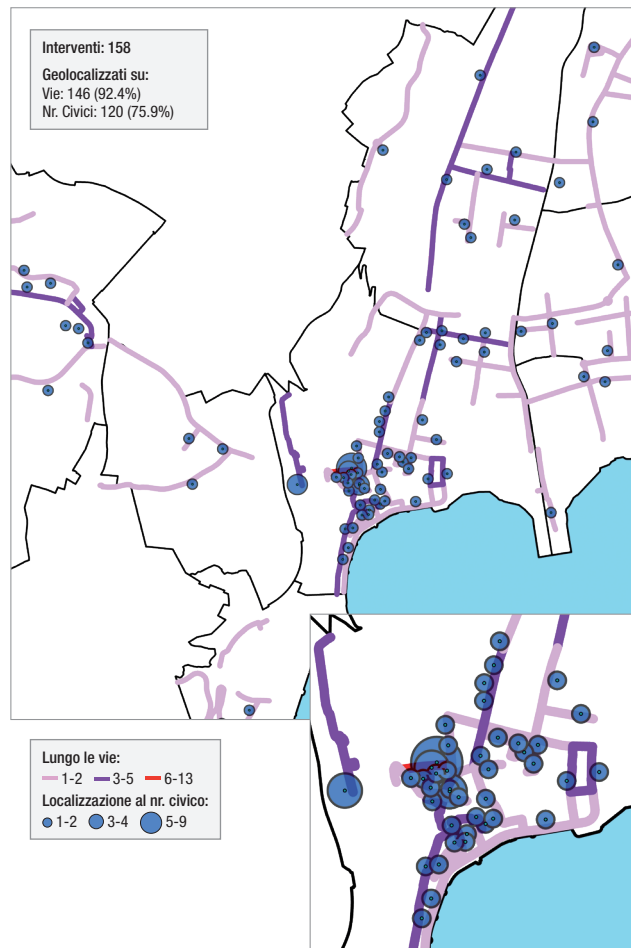 Interventi: 158
Geolocalizzati su:
Vie: 146 (92.4%)
Nr. Civici: 120 (75.9%)
Lungo le vie:
1-2 3-5 6-13
Localizzazione al nr. civico:
1-2 3-4 5-9